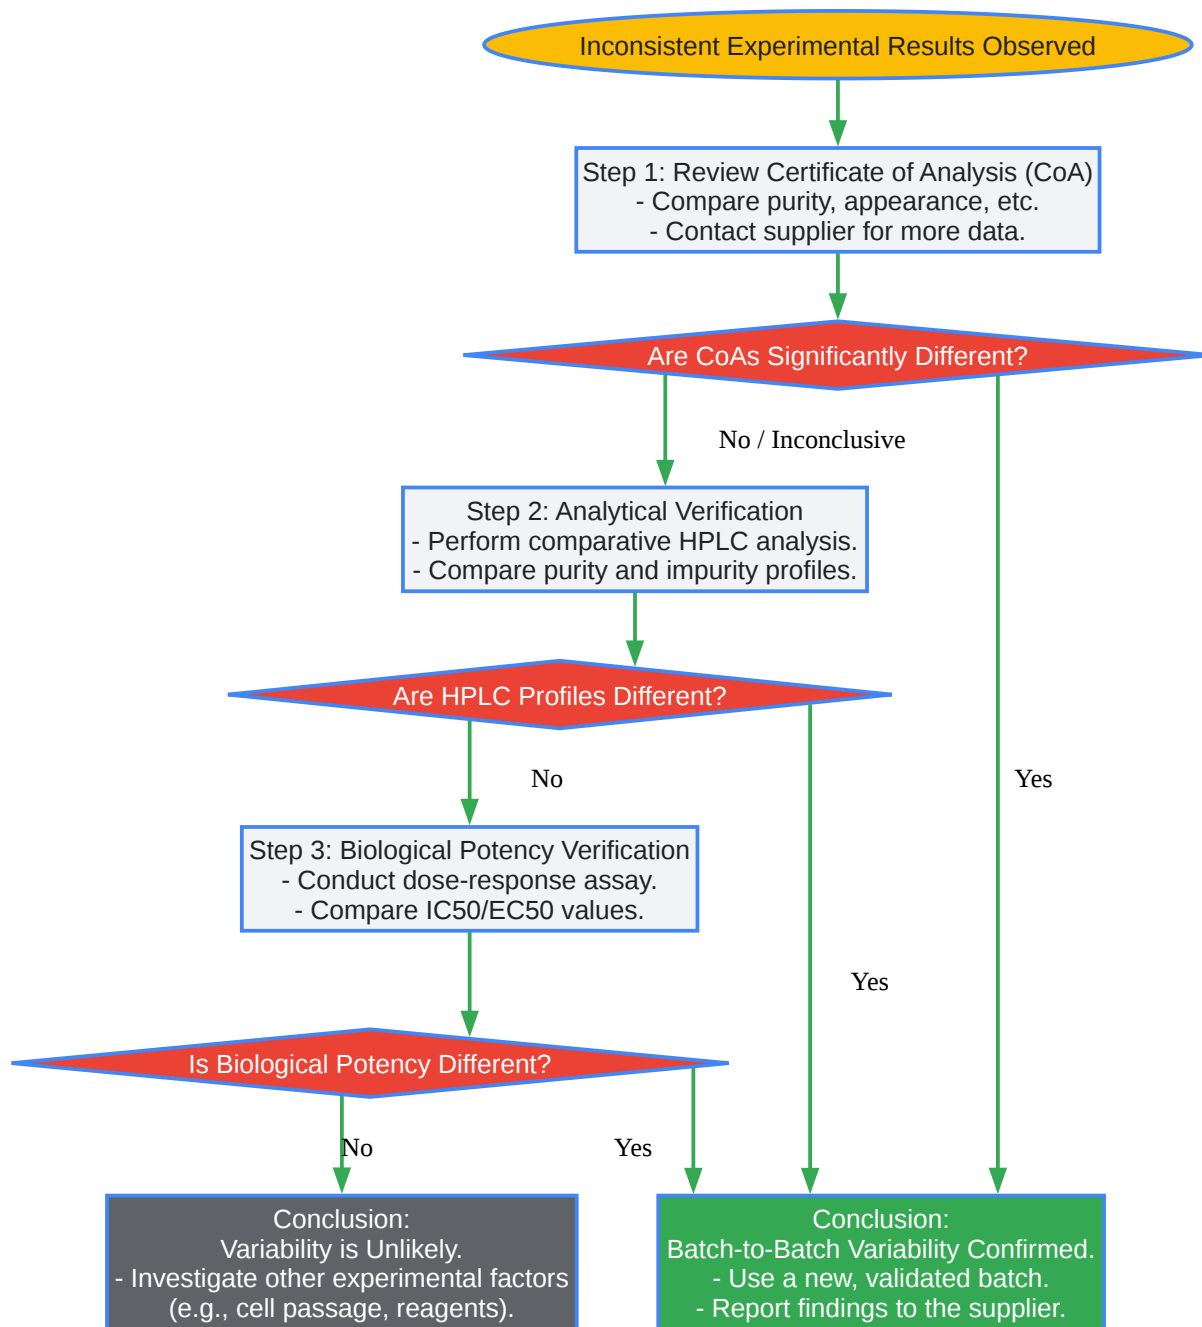 Inconsistent Experimental Results Observed
Step 1: Review Certificate of Analysis (CoA)
- Compare purity, appearance, etc.
- Contact supplier for more data.
Are CoAs Significantly Different?
No / Inconclusive
Step 2: Analytical Verification
- Perform comparative HPLC analysis.
- Compare purity and impurity profiles.
Are HPLC Profiles Different?
No
Yes
Step 3: Biological Potency Verification
- Conduct dose-response assay.
- Compare IC50/EC50 values.
Yes
Is Biological Potency Different?
No
Yes
Conclusion:
Variability is Unlikely.
- Investigate other experimental factors
(e.g., cell passage, reagents).
Conclusion:
Batch-to-Batch Variability Confirmed.
- Use a new, validated batch.
- Report findings to the supplier.